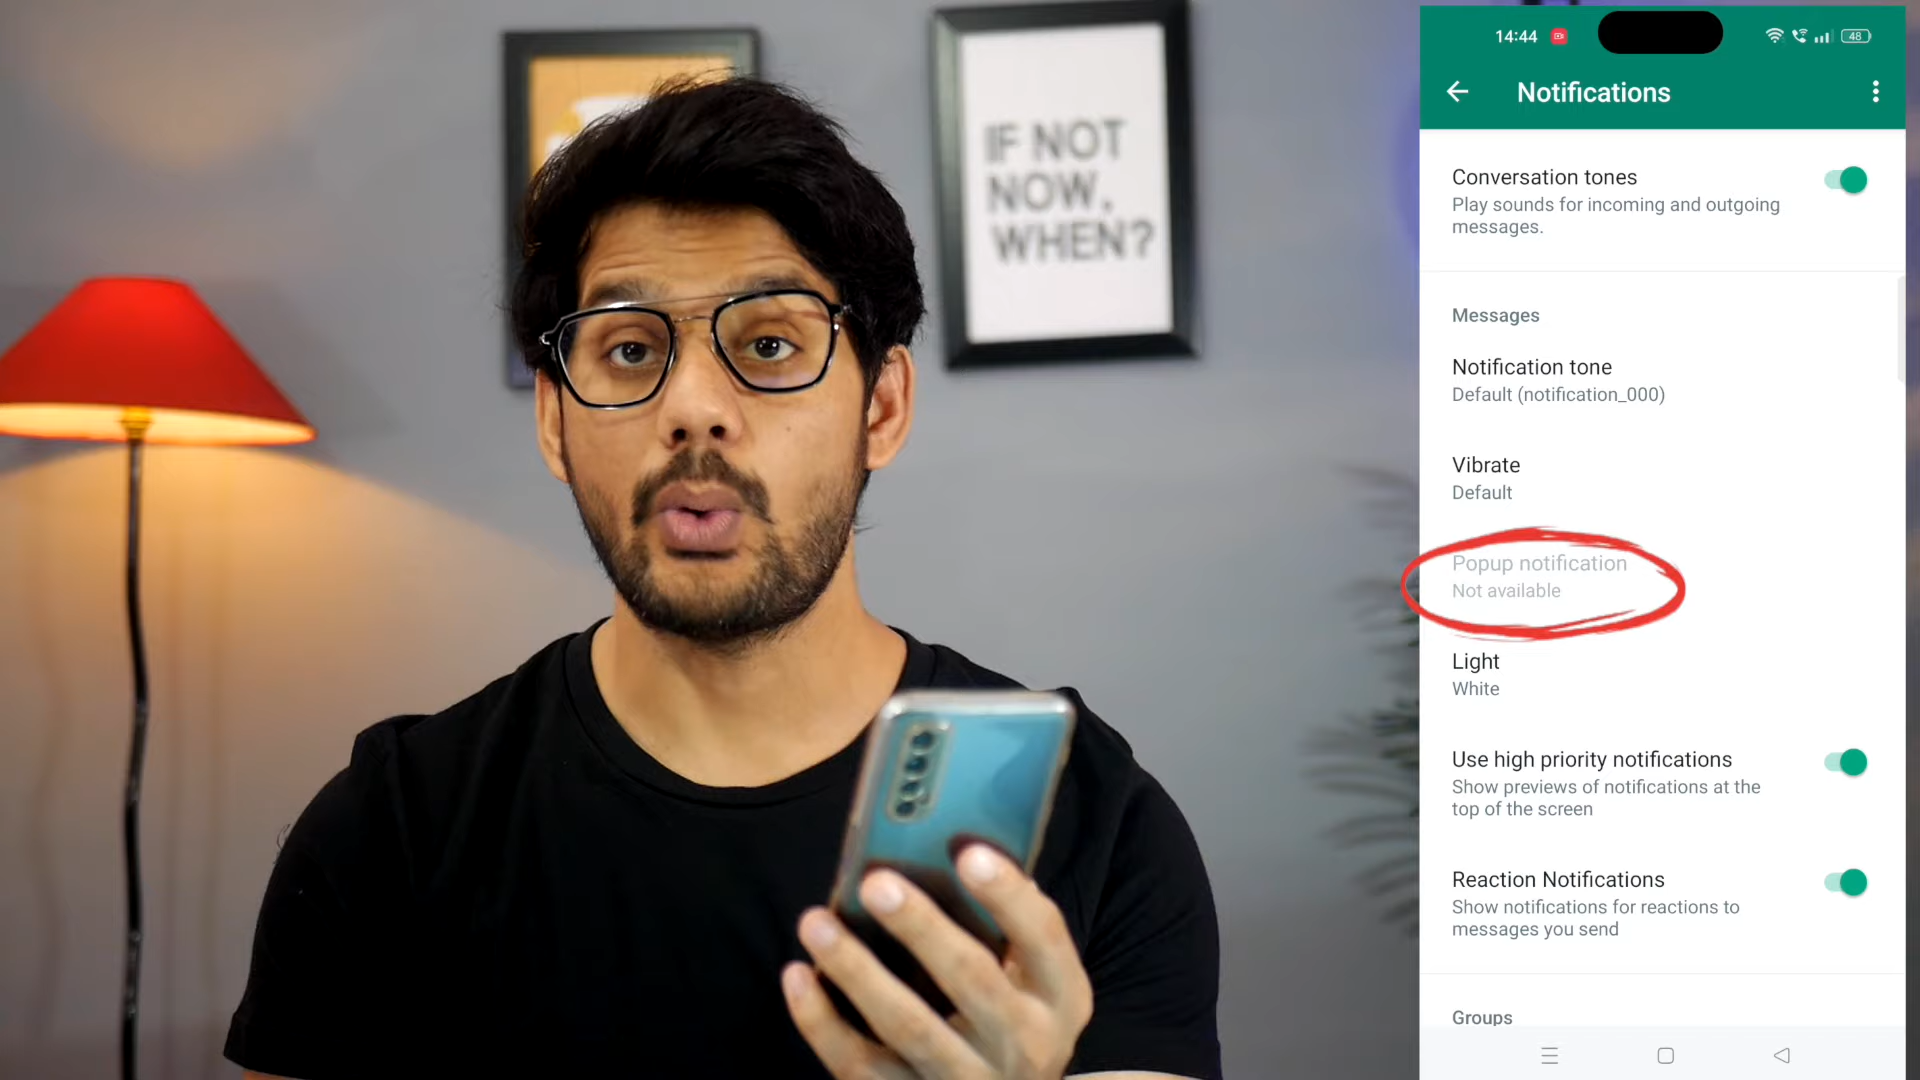 IF NOT
NOW,
WHEN?
14:44
48
Notifications
Conversation tones
Play sounds for incoming and outgoing
messages.
Messages
Notification tone
Default (notification_000)
Vibrate
Default
Popup notification
Not available
Light
White
Use high priority notifications
Show previews of notifications at the
top of the screen
Reaction Notifications
Show notifications for reactions to
messages you send
Groups